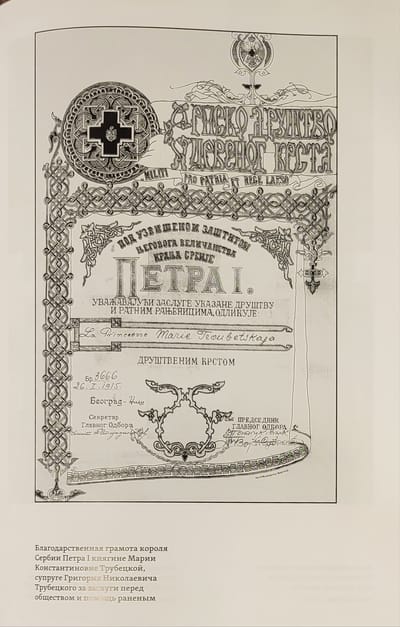 СРПСКО ДРУШТВО
ЦРВЕНОГ КРСТА
MILITI PRO PATRIA ET REGE LAESO
ПОД УЗВИШЕНОМ ЗАШТИТОМ
ЊЕГОВОГА ВЕЛИЧАНСТВА
КРАЉА СРБИЈЕ
ПЕТРА I.
УВАЖАВАЈУЋИ ЗАСЛУГЕ УКАЗАНЕ ДРУШТВУ
И РАТНИМ РАЊЕНИЦИМА, ОДЛИКУЈЕ
La Princesse Marie Troubetskaja
ДРУШТВЕНИМ КРСТОМ
Бр. 3666
26. I. 1915
Београд-Ниш
Секретар
Главног Одбора
ПРЕДСЕДНИК
ГЛАВНОГ ОДБОРА
Благодарственная грамота короля
Сербии Петра I княгине Марии
Константиновне Трубецкой,
супруге Григория Николаевича
Трубецкого за заслуги перед
обществом и помощь раненым